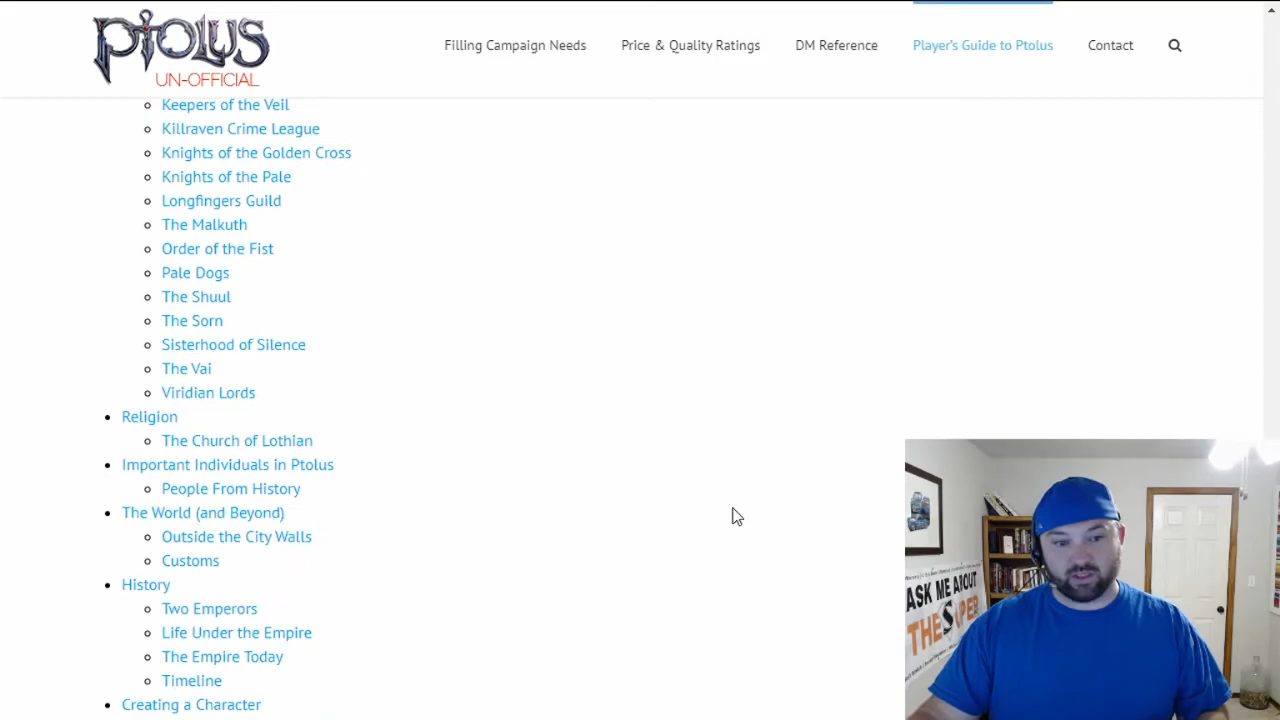 PTOLUS
UN-OFFICIAL
Filling Campaign Needs
Price & Quality Ratings
DM Reference
Player's Guide to Ptolus
Contact
Keepers of the Veil
Killraven Crime League
Knights of the Golden Cross
Knights of the Pale
Longfingers Guild
The Malkuth
Order of the Fist
Pale Dogs
The Shuul
The Sorn
Sisterhood of Silence
The Vai
Viridian Lords
Religion
The Church of Lothian
Important Individuals in Ptolus
People From History
The World (and Beyond)
Outside the City Walls
Customs
History
Two Emperors
Life Under the Empire
The Empire Today
Timeline
Creating a Character
ASK ME ABOUT